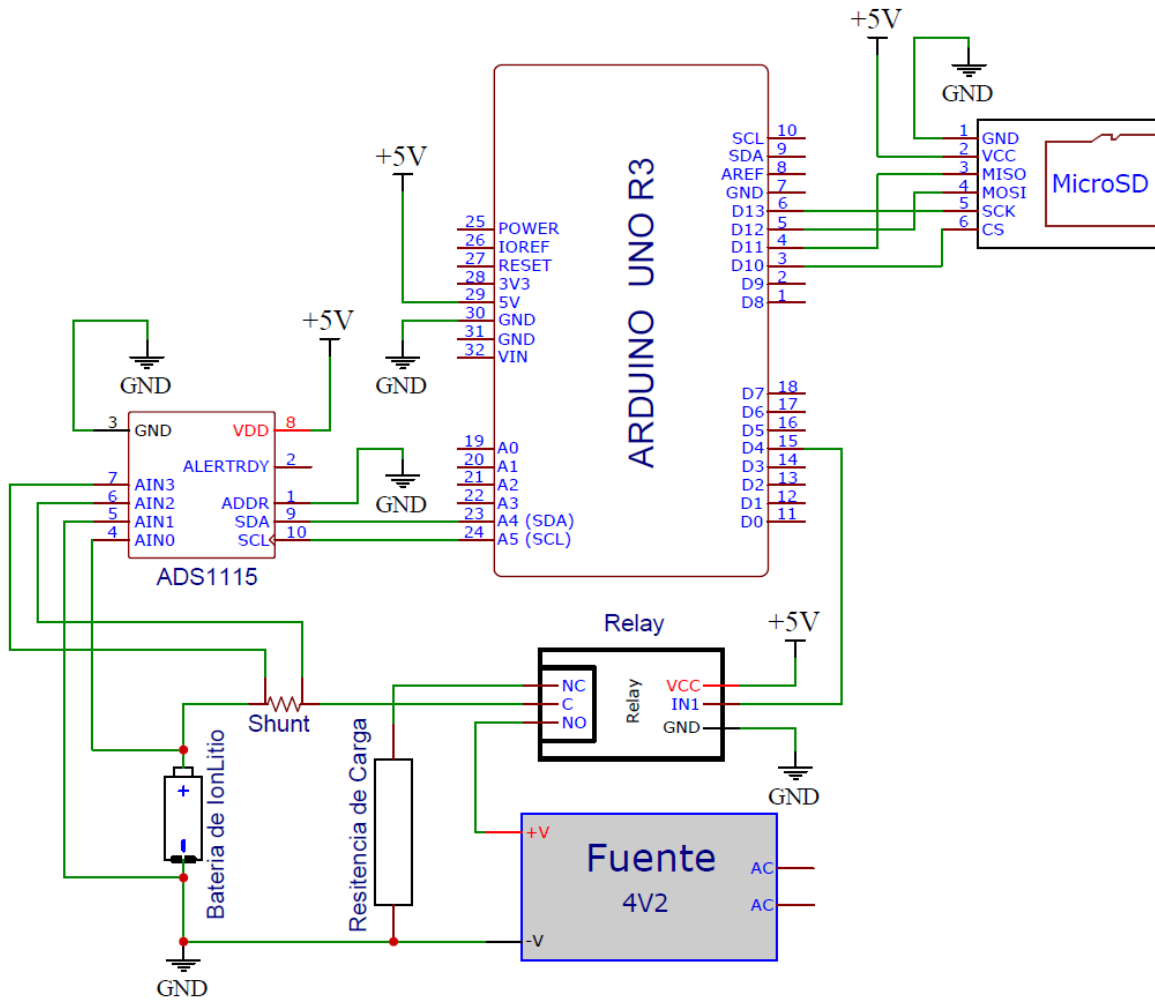 +5V
GND
1 GND
2 VCC
3 MISO
4 MOSI
5 SCK
6 CS
MicroSD
ARDUINO UNO R3
SCL 10
SDA 9
AREF 8
GND 7
D13 6
D12 5
D11 4
D10 3
D9 2
D8 1
+5V
25 POWER
26 IOREF
27 RESET
28 3V3
29 5V
30 GND
31 GND
32 VIN
GND
D7 18
D6 17
D5 16
D4 15
D3 14
D2 13
D1 12
D0 11
19 A0
20 A1
21 A2
22 A3
23 A4 (SDA)
24 A5 (SCL)
GND
+5V
3 GND
VDD 8
ALERTRDY 2
7 AIN3
6 AIN2
5 AIN1
4 AIN0
ADDR 1
SDA 9
SCL 10
GND
ADS1115
Relay
+5V
NC
C
NO
Relay
VCC
IN1
GND
GND
Shunt
+
-
Bateria de IonLitio
Resitencia de Carga
+V
-V
Fuente
4V2
AC
AC
GND